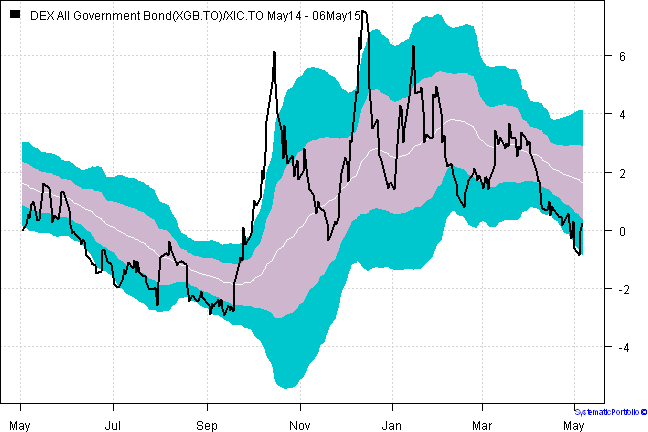 DEX All Government Bond(XGB.TO)/XIC.TO May14 - 06May15
6
4
2
0
-2
-4
May Jul Sep Nov Jan Mar May
SystematicPortfolio ©